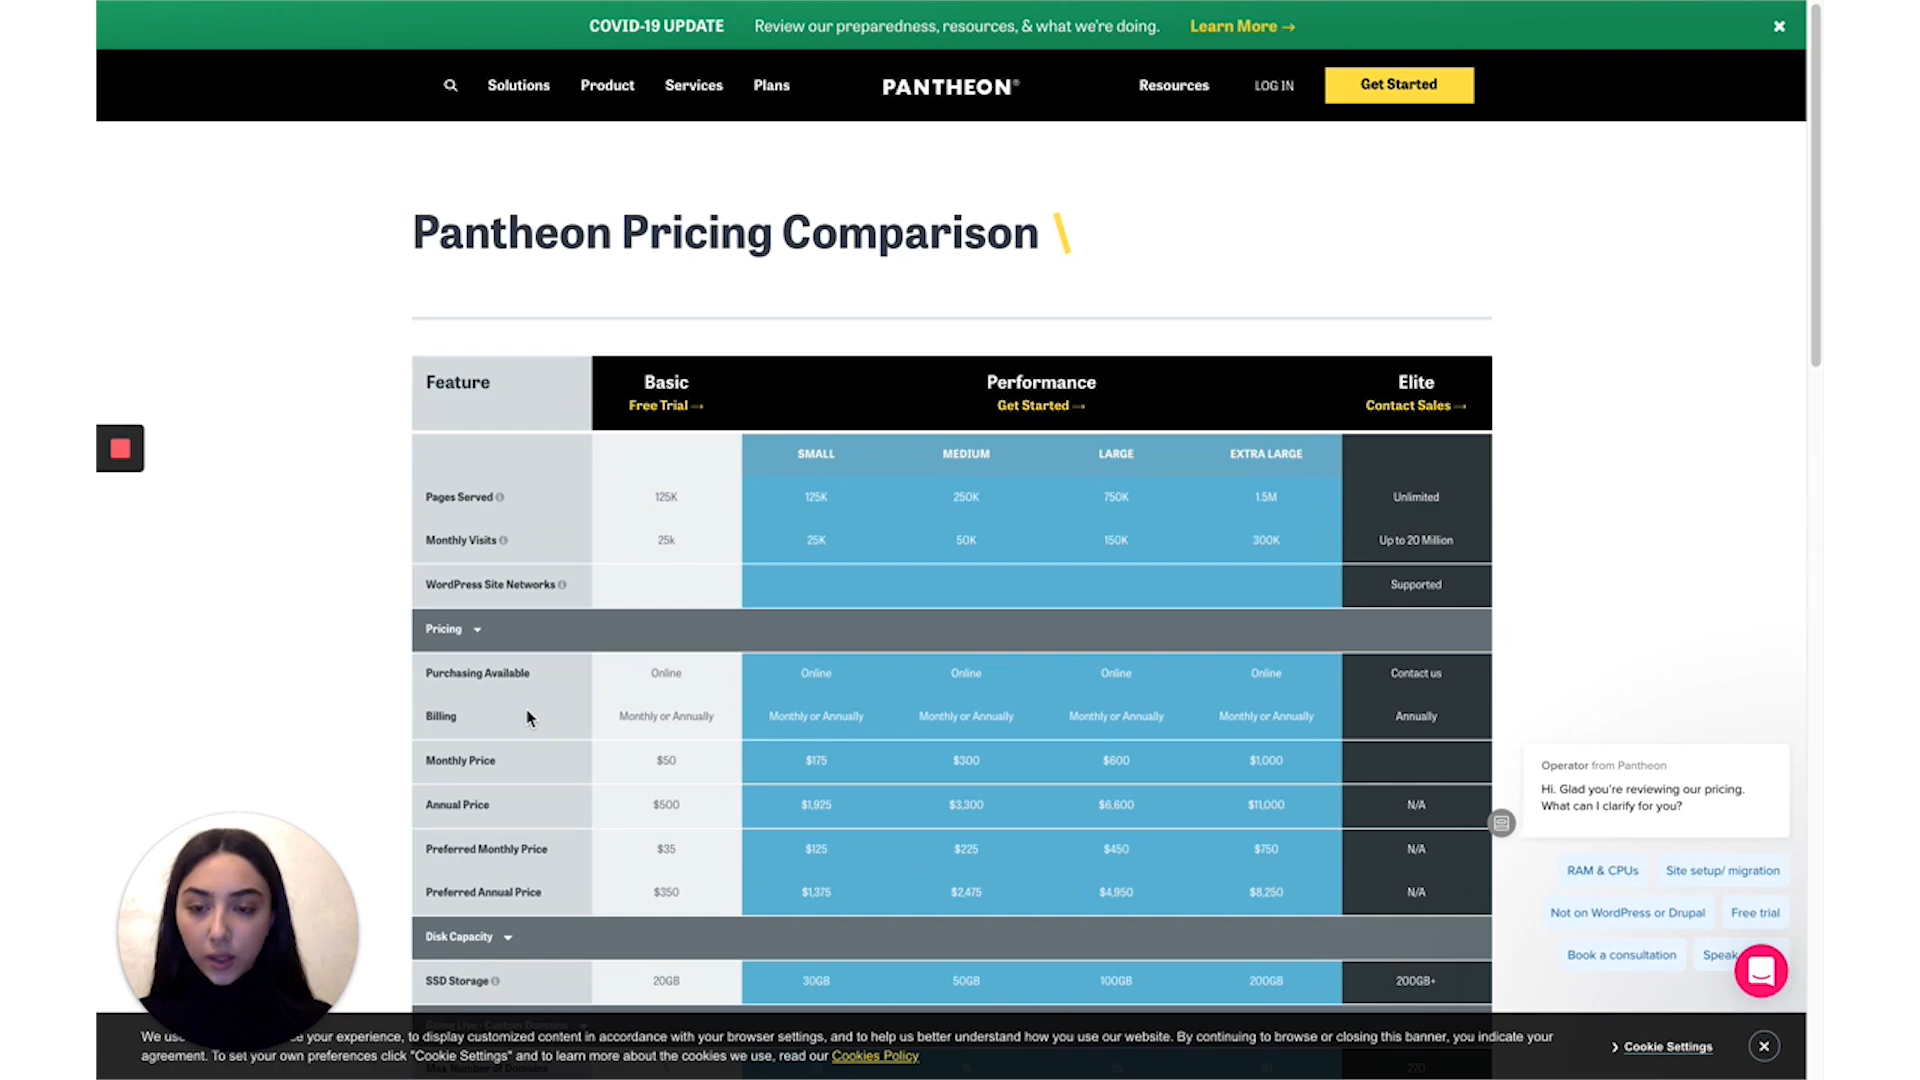 COVID-19 UPDATE Review our preparedness, resources, & what we're doing. Learn More →
Solutions Product Services Plans PANTHEON® Resources LOG IN Get Started
Pantheon Pricing Comparison \
Feature Basic Performance Elite
Free Trial → Get Started → Contact Sales →
SMALL MEDIUM LARGE EXTRA LARGE
Pages Served 125K 125K 250K 750K 1.5M Unlimited
Monthly Visits 25k 25K 50K 150K 300K Up to 20 Million
WordPress Site Networks Supported
Pricing
Purchasing Available Online Online Online Online Online Contact us
Billing Monthly or Annually Monthly or Annually Monthly or Annually Monthly or Annually Monthly or Annually Annually
Monthly Price $50 $175 $300 $600 $1,000
Annual Price $500 $1,925 $3,300 $6,600 $11,000 N/A
Preferred Monthly Price $35 $125 $225 $450 $750 N/A
Preferred Annual Price $350 $1,375 $2,475 $4,950 $8,250 N/A
Disk Capacity
SSD Storage 20GB 30GB 50GB 100GB 200GB 200GB+
Operator from Pantheon
Hi. Glad you're reviewing our pricing.
What can I clarify for you?
RAM & CPUs Site setup/ migration
Not on WordPress or Drupal Free trial
Book a consultation Speak
We us e your experience, to display customized content in accordance with your browser settings, and to help us better understand how you use our website. By continuing to browse or closing this banner, you indicate your
agreement. To set your own preferences click "Cookie Settings" and to learn more about the cookies we use, read our Cookies Policy
Cookie Settings
Max Number of Domains 270